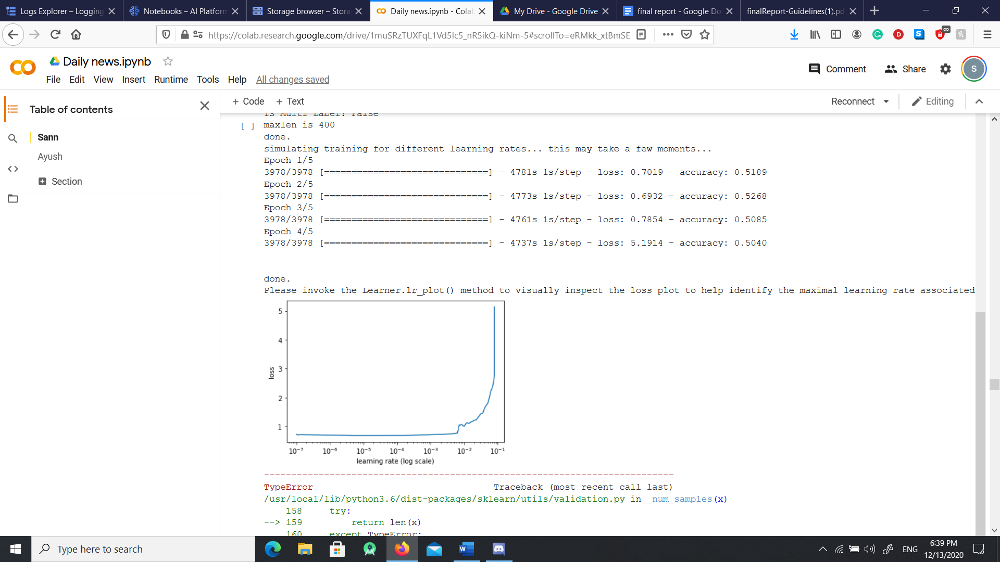 Logs Explorer – Logging
Notebooks – AI Platform
Storage browser – Stora
Daily news.ipynb - Colab
My Drive - Google Drive
final report - Google Do
finalReport-Guidelines(1).pd
https://colab.research.google.com/drive/1muSRzTUXFqL1Vd5Ic5_nR5ikQ-kiNm-5#scrollTo=eRMkk_xtBmSE
Daily news.ipynb
Comment
Share
S
File Edit View Insert Runtime Tools Help All changes saved
Table of contents
+ Code + Text
Reconnect
Editing
Sann
Ayush
Section
is Multi-Label? False
[ ] maxlen is 400
done.
simulating training for different learning rates... this may take a few moments...
Epoch 1/5
3978/3978 [==============================] - 4781s 1s/step - loss: 0.7019 - accuracy: 0.5189
Epoch 2/5
3978/3978 [==============================] - 4773s 1s/step - loss: 0.6932 - accuracy: 0.5268
Epoch 3/5
3978/3978 [==============================] - 4761s 1s/step - loss: 0.7854 - accuracy: 0.5085
Epoch 4/5
3978/3978 [==============================] - 4737s 1s/step - loss: 5.1914 - accuracy: 0.5040
done.
Please invoke the Learner.lr_plot() method to visually inspect the loss plot to help identify the maximal learning rate associated
5
4
3
2
1
loss
10⁻⁷ 10⁻⁶ 10⁻⁵ 10⁻⁴ 10⁻³ 10⁻² 10⁻¹
learning rate (log scale)
---------------------------------------------------------------------------
TypeError Traceback (most recent call last)
/usr/local/lib/python3.6/dist-packages/sklearn/utils/validation.py in _num_samples(x)
158 try:
--> 159 return len(x)
160 except TypeError:
Type here to search
ENG
6:39 PM
12/13/2020